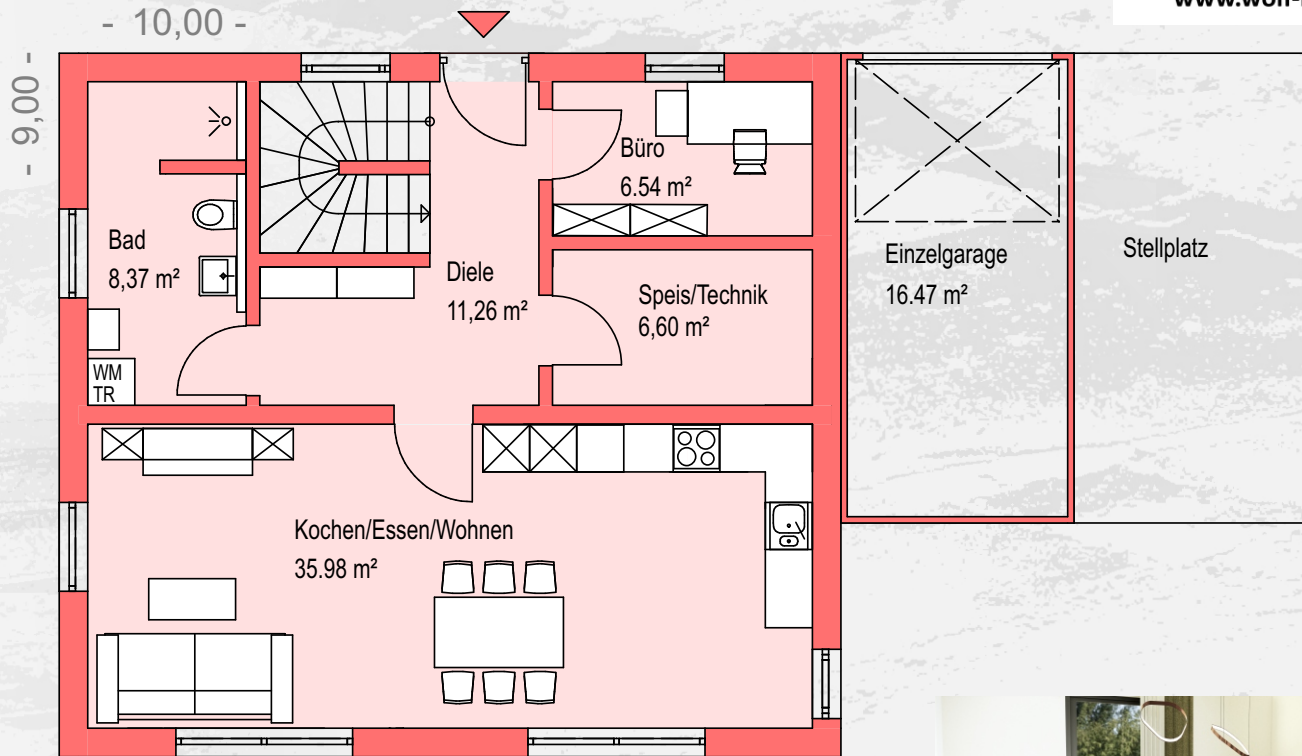 - 10,00 -
- 9,00 -
Büro
6.54 m²
Bad
8,37 m²
Diele
11,26 m²
Speis/Technik
6,60 m²
Einzelgarage
16.47 m²
Stellplatz
WM
TR
Kochen/Essen/Wohnen
35.98 m²